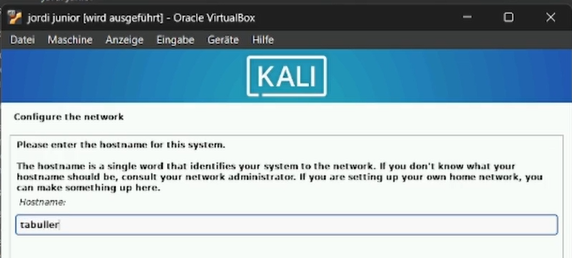 jordi junior [wird ausgeführt] - Oracle VirtualBox
Datei Maschine Anzeige Eingabe Geräte Hilfe
KALI
Configure the network
Please enter the hostname for this system.
The hostname is a single word that identifies your system to the network. If you don't know what your
hostname should be, consult your network administrator. If you are setting up your own home network, you
can make something up here.
Hostname:
tabuller